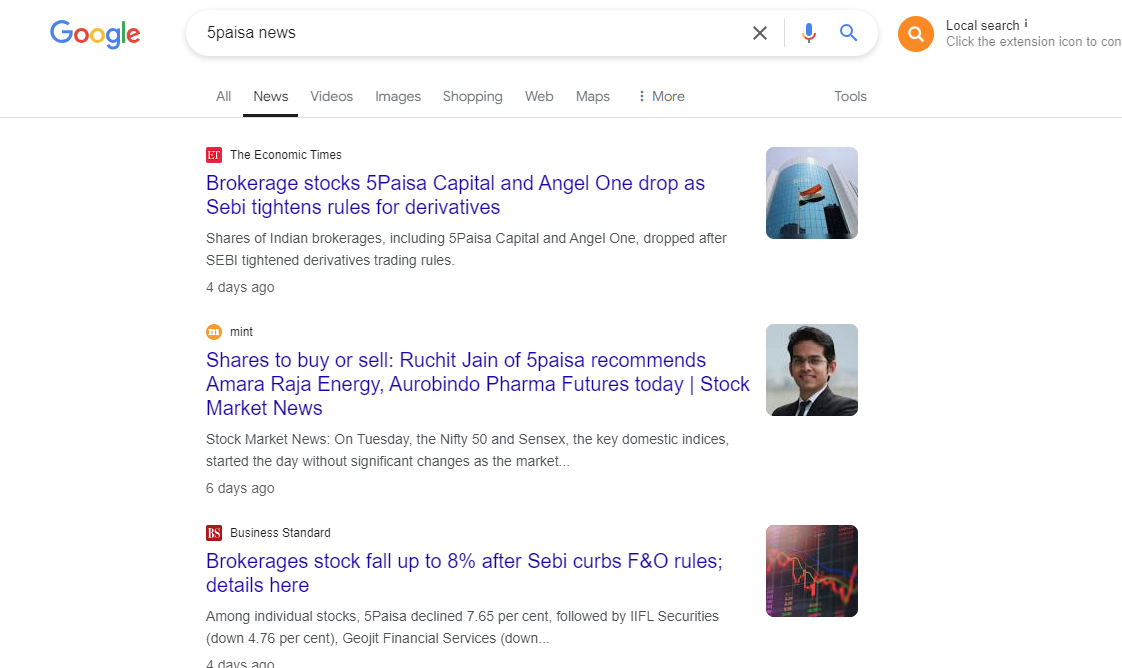 Google
5paisa news
Local search i
Click the extension icon to con
All News Videos Images Shopping Web Maps More Tools
ET The Economic Times
Brokerage stocks 5Paisa Capital and Angel One drop as
Sebi tightens rules for derivatives
Shares of Indian brokerages, including 5Paisa Capital and Angel One, dropped after
SEBI tightened derivatives trading rules.
4 days ago
m mint
Shares to buy or sell: Ruchit Jain of 5paisa recommends
Amara Raja Energy, Aurobindo Pharma Futures today | Stock
Market News
Stock Market News: On Tuesday, the Nifty 50 and Sensex, the key domestic indices,
started the day without significant changes as the market...
6 days ago
BS Business Standard
Brokerages stock fall up to 8% after Sebi curbs F&O rules;
details here
Among individual stocks, 5Paisa declined 7.65 per cent, followed by IIFL Securities
(down 4.76 per cent), Geojit Financial Services (down...
4 days ago